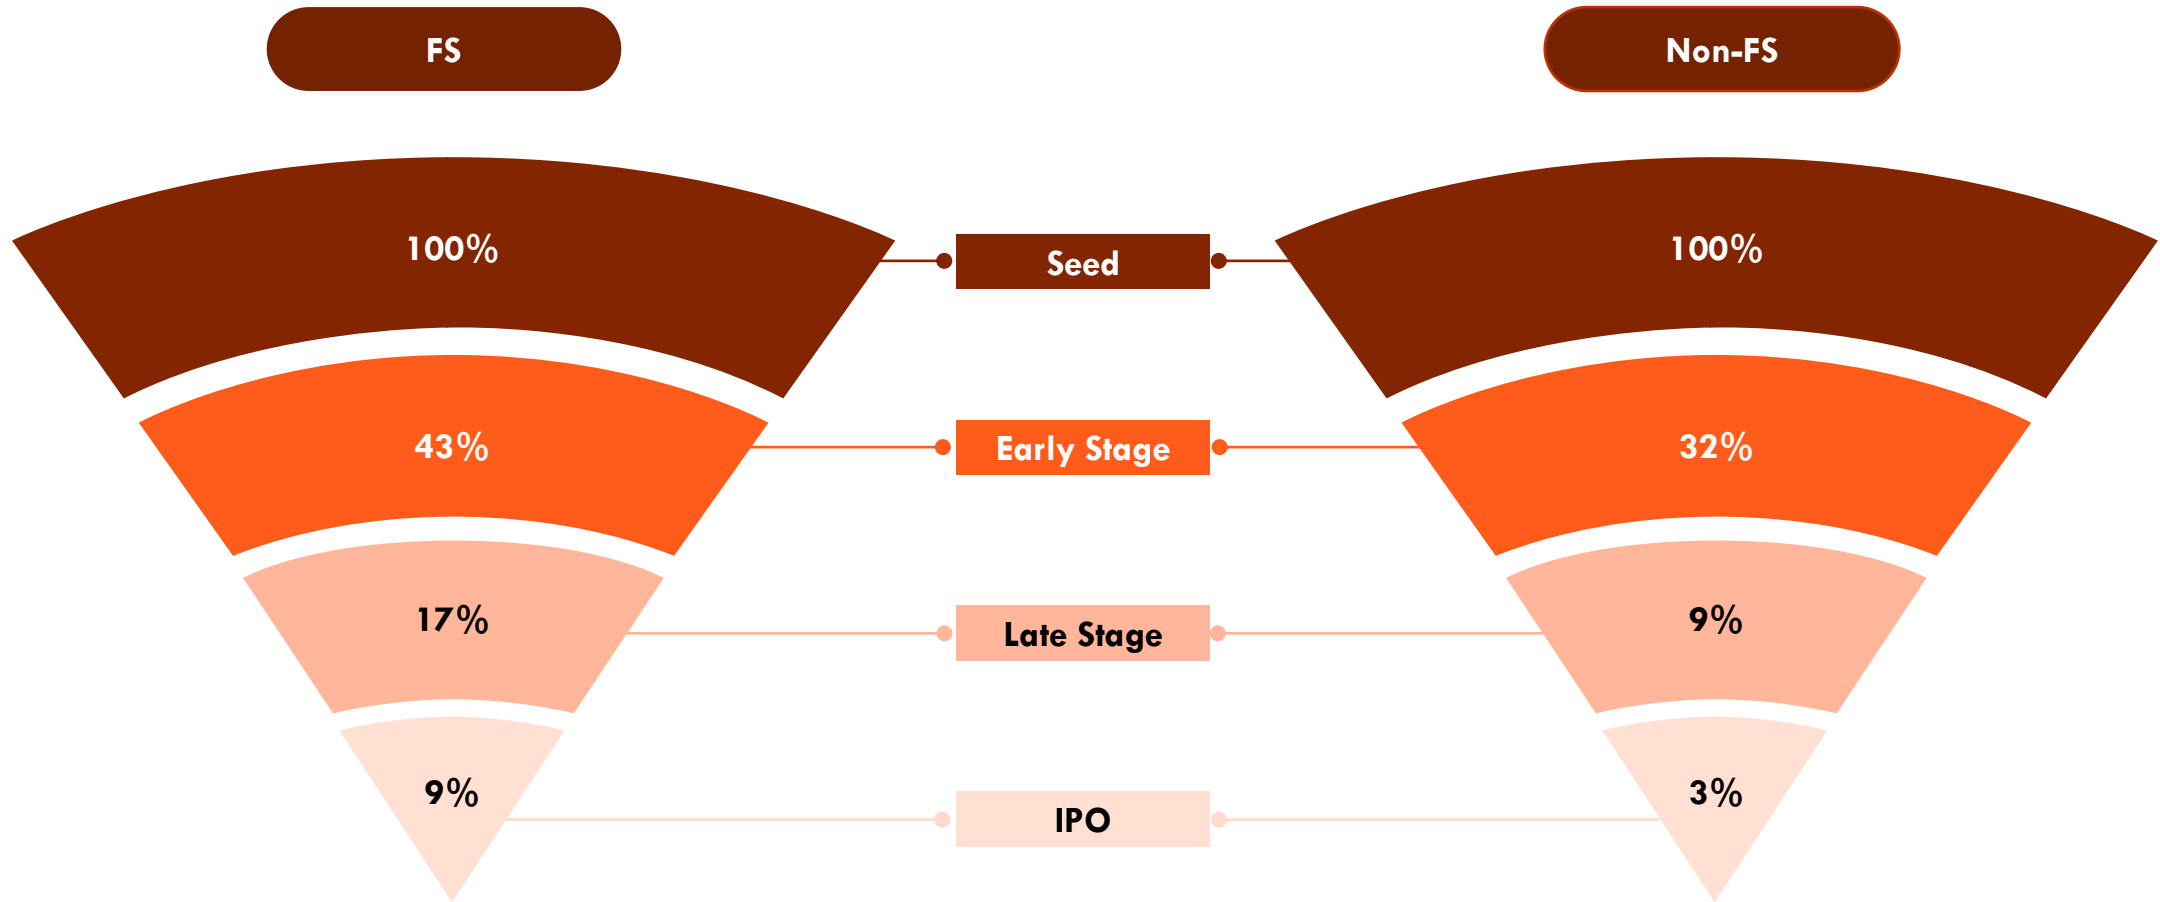 FS
Non-FS
100%
Seed
100%
43%
Early Stage
32%
17%
Late Stage
9%
9%
IPO
3%